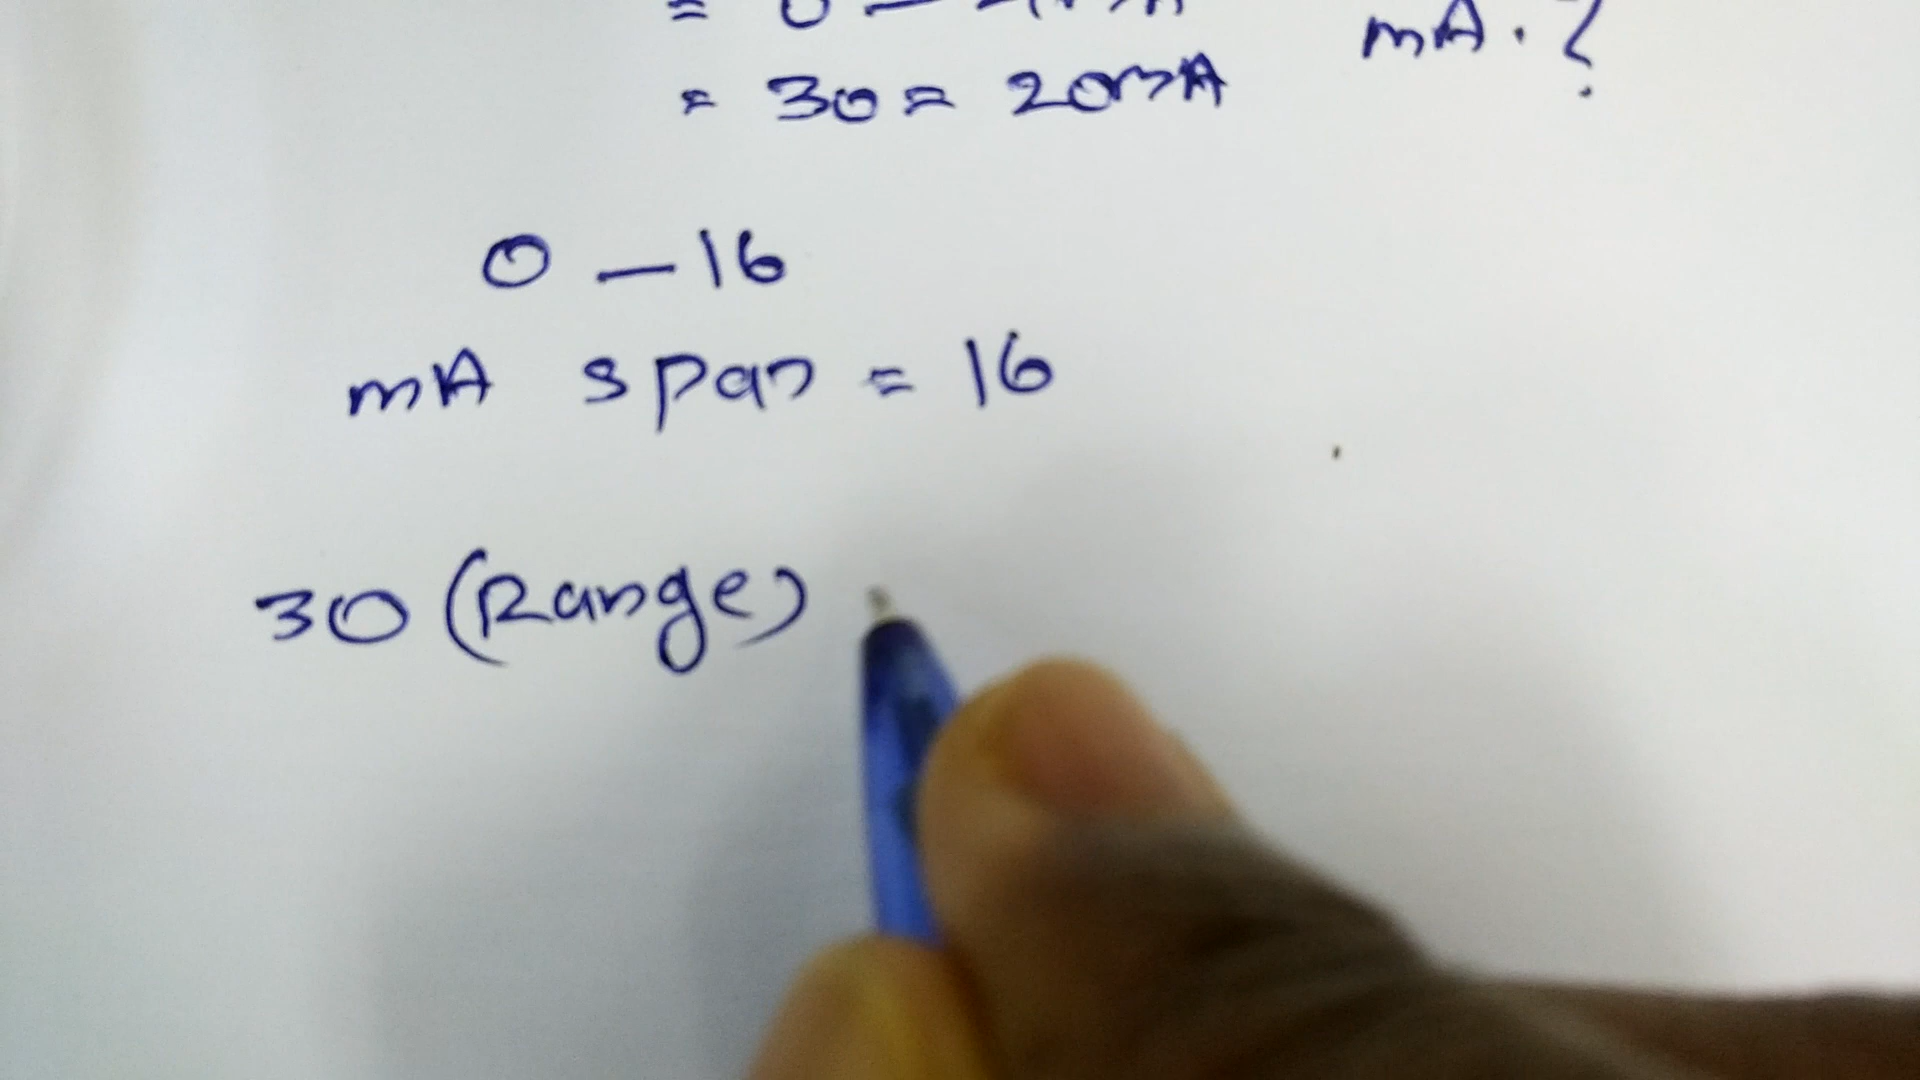 mA.?
= 30 = 20mA
0 – 16
mA span = 16
30 (Range)